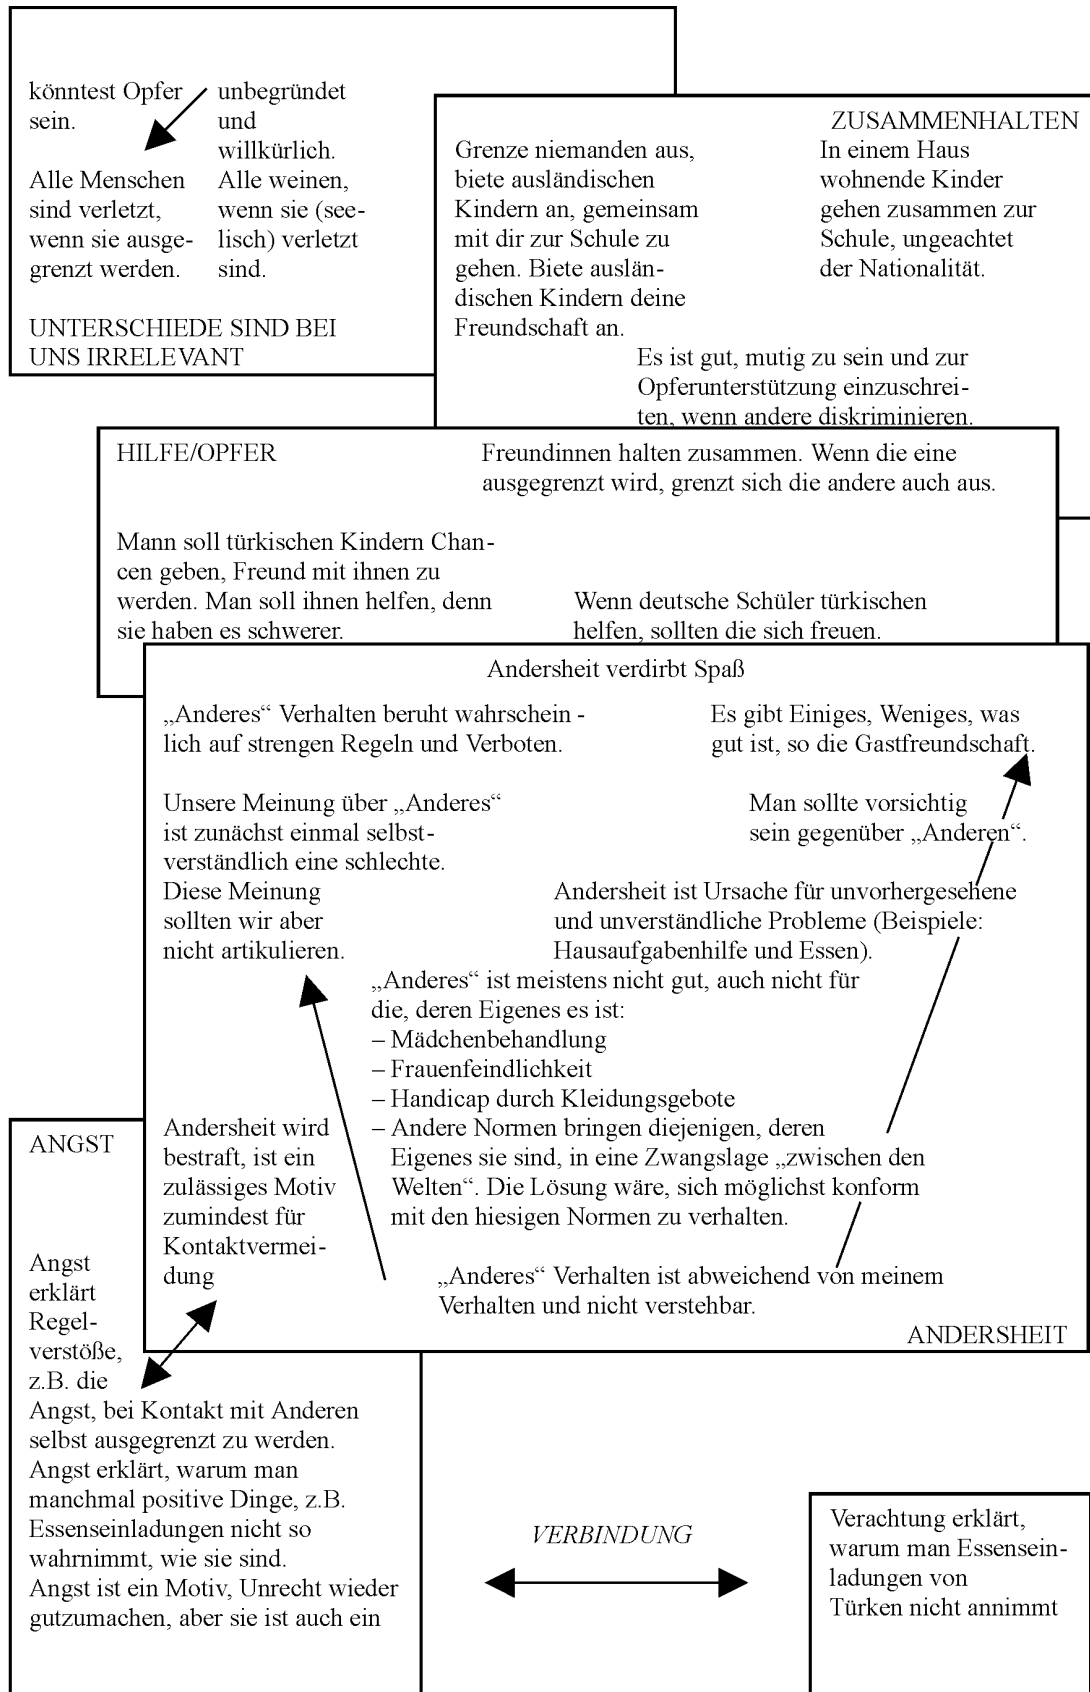 könntest Opfer
sein.
Alle Menschen
sind verletzt,
wenn sie ausge-
grenzt werden.
unbegründet
und
willkürlich.
Alle weinen,
wenn sie (see-
lisch) verletzt
sind.
UNTERSCHIEDE SIND BEI
UNS IRRELEVANT
ZUSAMMENHALTEN
Grenze niemanden aus,
biete ausländischen
Kindern an, gemeinsam
mit dir zur Schule zu
gehen. Biete auslän-
dischen Kindern deine
Freundschaft an.
In einem Haus
wohnende Kinder
gehen zusammen zur
Schule, ungeachtet
der Nationalität.
Es ist gut, mutig zu sein und zur
Opferunterstützung einzuschrei-
ten, wenn andere diskriminieren.
HILFE/OPFER
Freundinnen halten zusammen. Wenn die eine
ausgegrenzt wird, grenzt sich die andere auch aus.
Mann soll türkischen Kindern Chan-
cen geben, Freund mit ihnen zu
werden. Man soll ihnen helfen, denn
sie haben es schwerer.
Wenn deutsche Schüler türkischen
helfen, sollten die sich freuen.
Andersheit verdirbt Spaß
„Anderes“ Verhalten beruht wahrschein -
lich auf strengen Regeln und Verboten.
Es gibt Einiges, Weniges, was
gut ist, so die Gastfreundschaft.
Unsere Meinung über „Anderes“
ist zunächst einmal selbst-
verständlich eine schlechte.
Diese Meinung
sollten wir aber
nicht artikulieren.
Man sollte vorsichtig
sein gegenüber „Anderen“.
Andersheit ist Ursache für unvorhergesehene
und unverständliche Probleme (Beispiele:
Hausaufgabenhilfe und Essen).
„Anderes“ ist meistens nicht gut, auch nicht für
die, deren Eigenes es ist:
– Mädchenbehandlung
– Frauenfeindlichkeit
– Handicap durch Kleidungsgebote
– Andere Normen bringen diejenigen, deren
Eigenes sie sind, in eine Zwangslage „zwischen den
Welten“. Die Lösung wäre, sich möglichst konform
mit den hiesigen Normen zu verhalten.
Andersheit wird
bestraft, ist ein
zulässiges Motiv
zumindest für
Kontaktvermei-
dung
„Anderes“ Verhalten ist abweichend von meinem
Verhalten und nicht verstehbar.
ANDERSHEIT
ANGST
Angst
erklärt
Regel-
verstöße,
z.B. die
Angst, bei Kontakt mit Anderen
selbst ausgegrenzt zu werden.
Angst erklärt, warum man
manchmal positive Dinge, z.B.
Essenseinladungen nicht so
wahrnimmt, wie sie sind.
Angst ist ein Motiv, Unrecht wieder
gutzumachen, aber sie ist auch ein
VERBINDUNG
Verachtung erklärt,
warum man Essensein-
ladungen von
Türken nicht annimmt